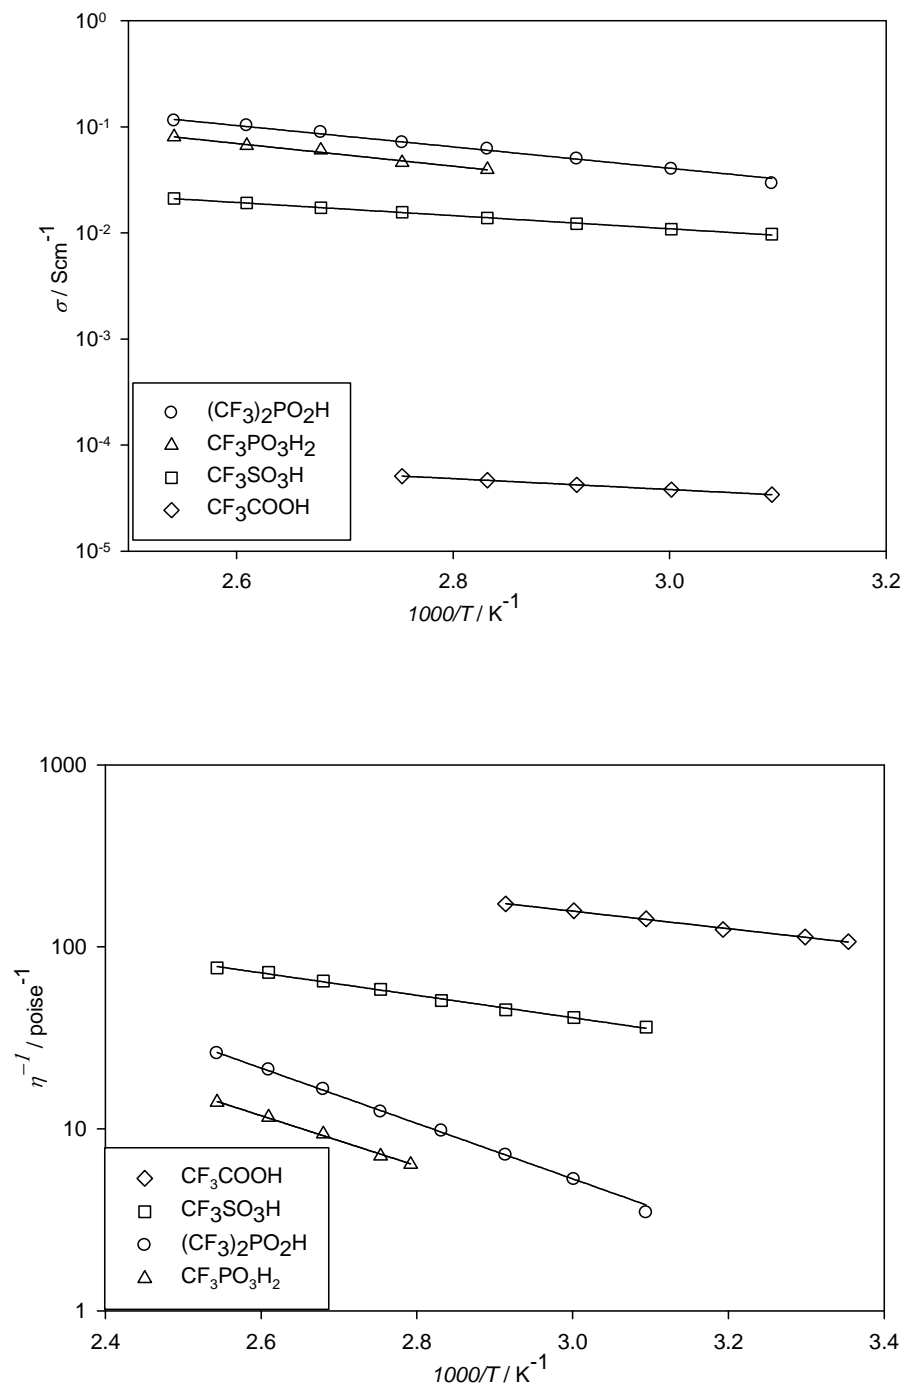 10⁰
10⁻¹
10⁻²
10⁻³
10⁻⁴
10⁻⁵
σ / Scm⁻¹
(CF₃)₂PO₂H
CF₃PO₃H₂
CF₃SO₃H
CF₃COOH
2.6 2.8 3.0 3.2
1000/T / K⁻¹
1000
100
10
1
η⁻¹ / poise⁻¹
CF₃COOH
CF₃SO₃H
(CF₃)₂PO₂H
CF₃PO₃H₂
2.4 2.6 2.8 3.0 3.2 3.4
1000/T / K⁻¹